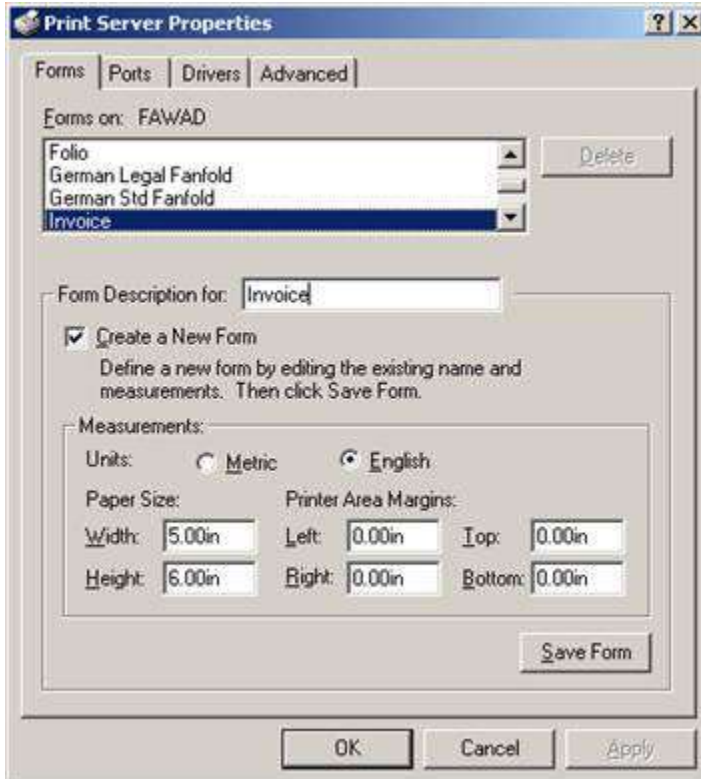 Print Server Properties
Forms Ports Drivers Advanced
Forms on: FAWAD
Folio
German Legal Fanfold
German Std Fanfold
Invoice
Delete
Form Description for: Invoice
Create a New Form
Define a new form by editing the existing name and
measurements. Then click Save Form.
Measurements:
Units: Metric English
Paper Size: Printer Area Margins:
Width: 5.00in Left: 0.00in Top: 0.00in
Height: 6.00in Right: 0.00in Bottom: 0.00in
Save Form
OK Cancel Apply